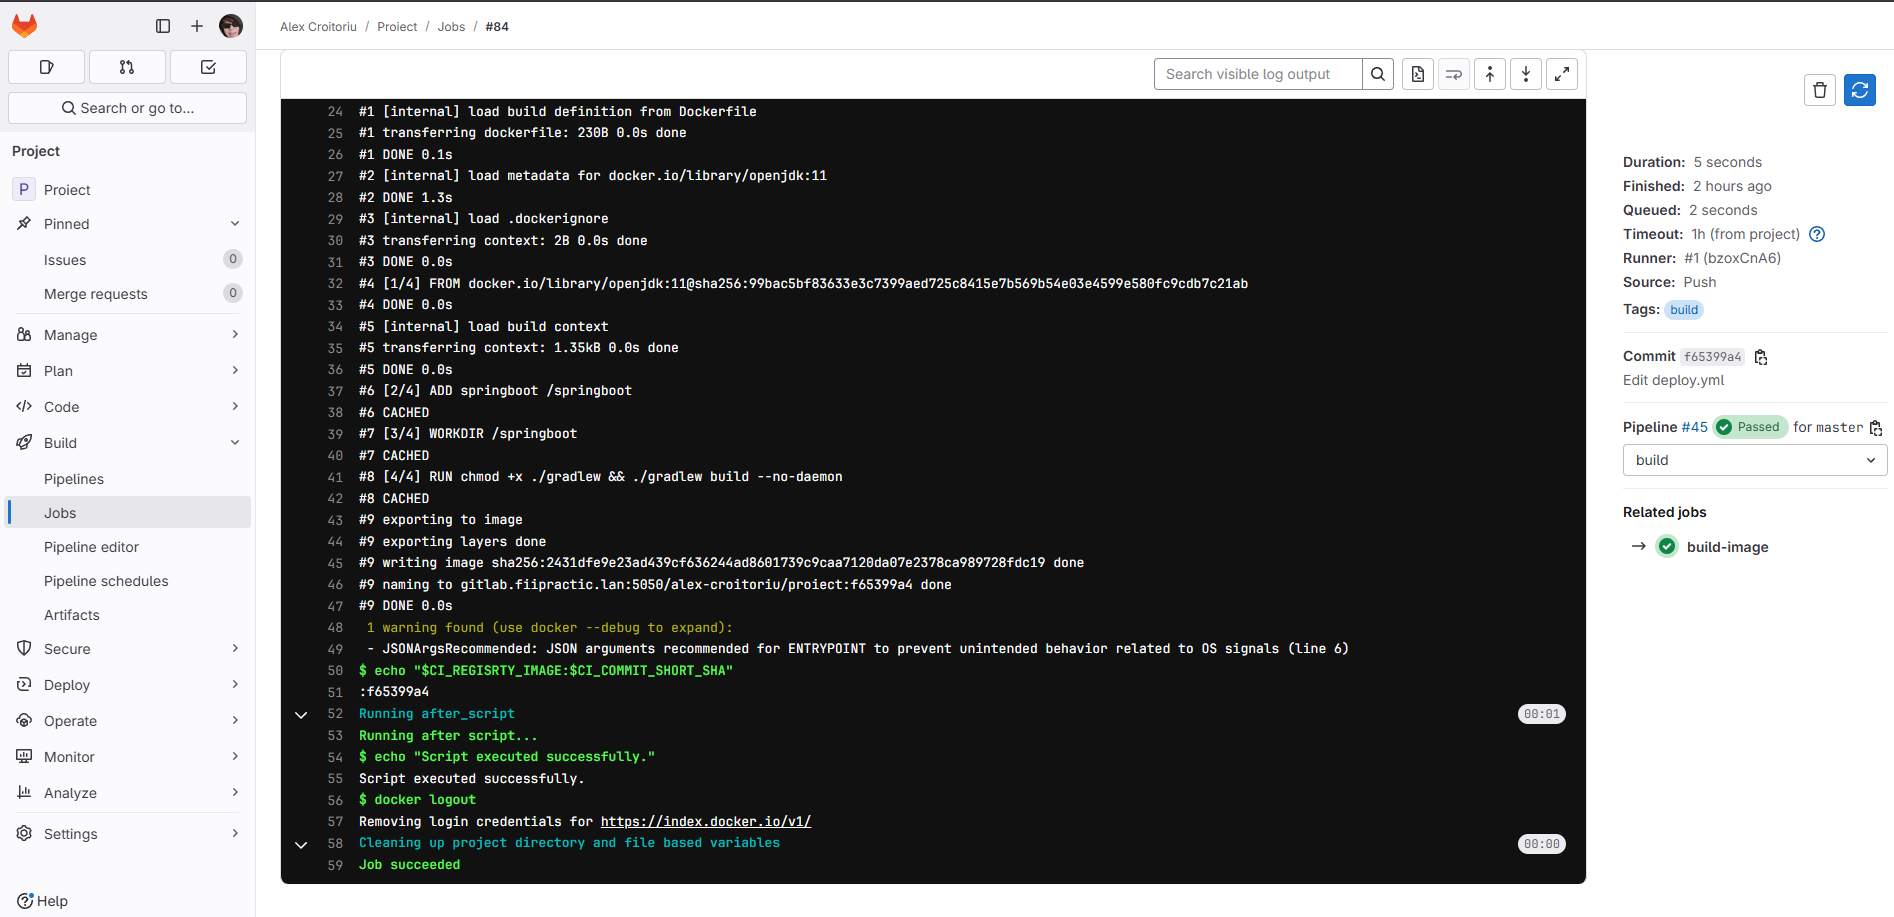 Alex Croitoriu / Proiect / Jobs / #84
Search or go to...
Project
P Proiect
Pinned
Issues 0
Merge requests 0
Manage
Plan
Code
Build
Pipelines
Jobs
Pipeline editor
Pipeline schedules
Artifacts
Secure
Deploy
Operate
Monitor
Analyze
Settings
Help
Search visible log output
24 #1 [internal] load build definition from Dockerfile
25 #1 transferring dockerfile: 230B 0.0s done
26 #1 DONE 0.1s
27 #2 [internal] load metadata for docker.io/library/openjdk:11
28 #2 DONE 1.3s
29 #3 [internal] load .dockerignore
30 #3 transferring context: 2B 0.0s done
31 #3 DONE 0.0s
32 #4 [1/4] FROM docker.io/library/openjdk:11@sha256:99bac5bf83633e3c7399aed725c8415e7b569b54e03e4599e580fc9cdb7c21ab
33 #4 DONE 0.0s
34 #5 [internal] load build context
35 #5 transferring context: 1.35kB 0.0s done
36 #5 DONE 0.0s
37 #6 [2/4] ADD springboot /springboot
38 #6 CACHED
39 #7 [3/4] WORKDIR /springboot
40 #7 CACHED
41 #8 [4/4] RUN chmod +x ./gradlew && ./gradlew build --no-daemon
42 #8 CACHED
43 #9 exporting to image
44 #9 exporting layers done
45 #9 writing image sha256:2431dfe9e23ad439cf636244ad8601739c9caa7120da07e2378ca989728fdc19 done
46 #9 naming to gitlab.fiipractic.lan:5050/alex-croitoriu/proiect:f65399a4 done
47 #9 DONE 0.0s
48 1 warning found (use docker --debug to expand):
49 - JSONArgsRecommended: JSON arguments recommended for ENTRYPOINT to prevent unintended behavior related to OS signals (line 6)
50 $ echo "$CI_REGISRTY_IMAGE:$CI_COMMIT_SHORT_SHA"
51 :f65399a4
52 Running after_script 00:01
53 Running after script...
54 $ echo "Script executed successfully."
55 Script executed successfully.
56 $ docker logout
57 Removing login credentials for https://index.docker.io/v1/
58 Cleaning up project directory and file based variables 00:00
59 Job succeeded
Duration: 5 seconds
Finished: 2 hours ago
Queued: 2 seconds
Timeout: 1h (from project)
Runner: #1 (bzoxCnA6)
Source: Push
Tags: build
Commit f65399a4
Edit deploy.yml
Pipeline #45 Passed for master
build
Related jobs
→ build-image